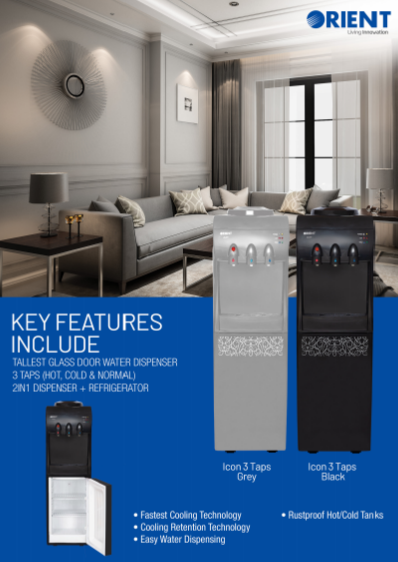 ORIENT
Living Innovation
KEY FEATURES
INCLUDE
TALLEST GLASS DOOR WATER DISPENSER
3 TAPS (HOT, COLD & NORMAL)
2IN1 DISPENSER + REFRIGERATOR
Icon 3 Taps
Grey
Icon 3 Taps
Black
• Fastest Cooling Technology
• Cooling Retention Technology
• Easy Water Dispensing
• Rustproof Hot/Cold Tanks